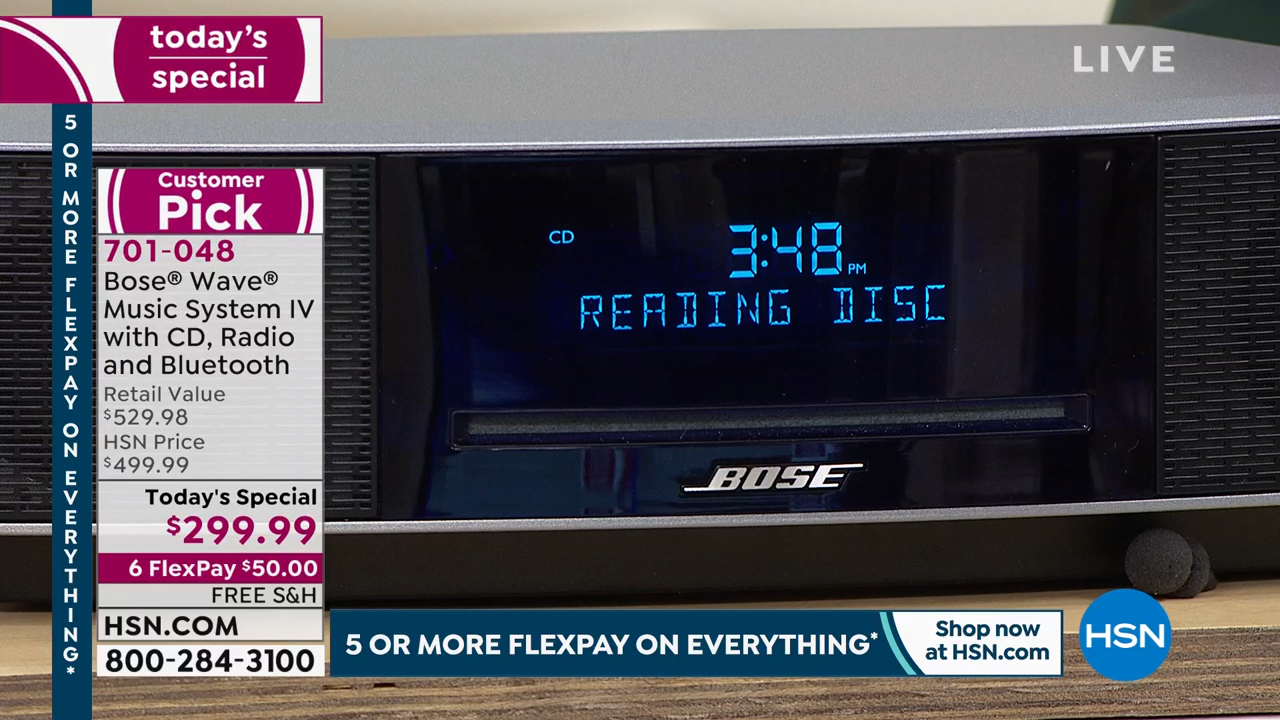 today's
special
LIVE
5 OR MORE FLEXPAY ON EVERYTHING*
Customer
Pick
701-048
Bose® Wave®
Music System IV
with CD, Radio
and Bluetooth
Retail Value
$529.98
HSN Price
$499.99
Today's Special
$299.99
6 FlexPay $50.00
FREE S&H
HSN.COM
800-284-3100
CD
3:48 PM
READING DISC
BOSE
5 OR MORE FLEXPAY ON EVERYTHING*
Shop now
at HSN.com
HSN